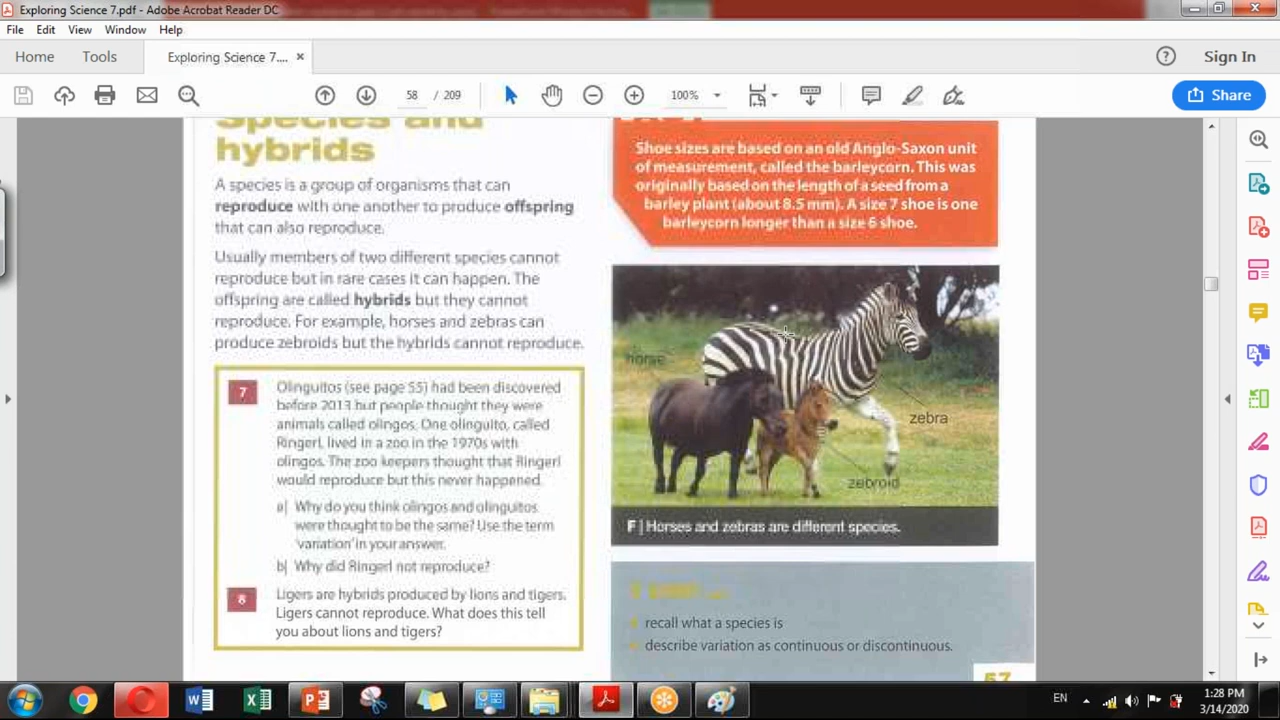 Exploring Science 7.pdf - Adobe Acrobat Reader DC
File Edit View Window Help
Home Tools Exploring Science 7.... × ? Sign In
58 / 209 100% Share
Species and
hybrids
A species is a group of organisms that can
reproduce with one another to produce offspring
that can also reproduce.
Usually members of two different species cannot
reproduce but in rare cases it can happen. The
offspring are called hybrids but they cannot
reproduce. For example, horses and zebras can
produce zebroids but the hybrids cannot reproduce.
7 Olinguitos (see page 55) had been discovered
before 2013 but people thought they were
animals called olingos. One olinguito, called
Ringerl, lived in a zoo in the 1970s with
olingos. The zoo keepers thought that Ringerl
would reproduce but this never happened.
a| Why do you think olingos and olinguitos
were thought to be the same? Use the term
'variation' in your answer.
b| Why did Ringerl not reproduce?
8 Ligers are hybrids produced by lions and tigers.
Ligers cannot reproduce. What does this tell
you about lions and tigers?
Shoe sizes are based on an old Anglo-Saxon unit
of measurement, called the barleycorn. This was
originally based on the length of a seed from a
barley plant (about 8.5 mm). A size 7 shoe is one
barleycorn longer than a size 6 shoe.
horse
zebra
zebroid
F | Horses and zebras are different species.
recall what a species is
describe variation as continuous or discontinuous.
57
EN 1:28 PM
3/14/2020